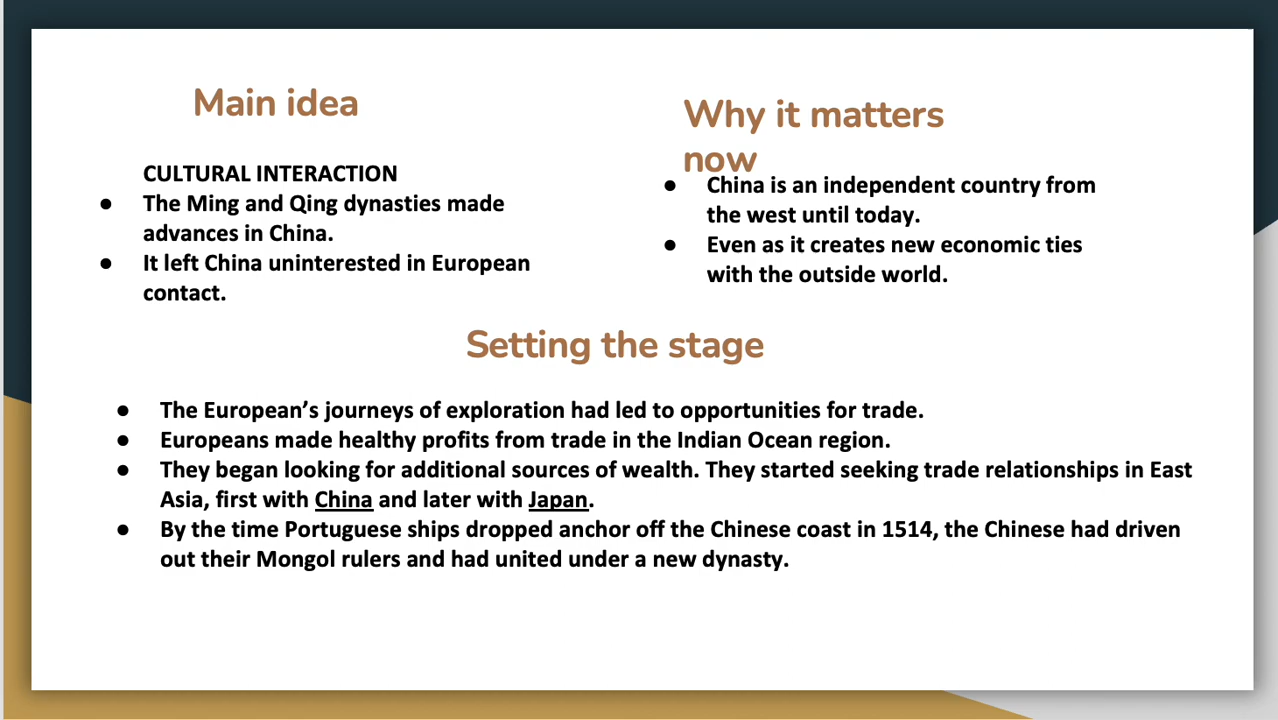 Main idea
CULTURAL INTERACTION
● The Ming and Qing dynasties made
advances in China.
● It left China uninterested in European
contact.
Why it matters
now
● China is an independent country from
the west until today.
● Even as it creates new economic ties
with the outside world.
Setting the stage
● The European’s journeys of exploration had led to opportunities for trade.
● Europeans made healthy profits from trade in the Indian Ocean region.
● They began looking for additional sources of wealth. They started seeking trade relationships in East
Asia, first with China and later with Japan.
● By the time Portuguese ships dropped anchor off the Chinese coast in 1514, the Chinese had driven
out their Mongol rulers and had united under a new dynasty.